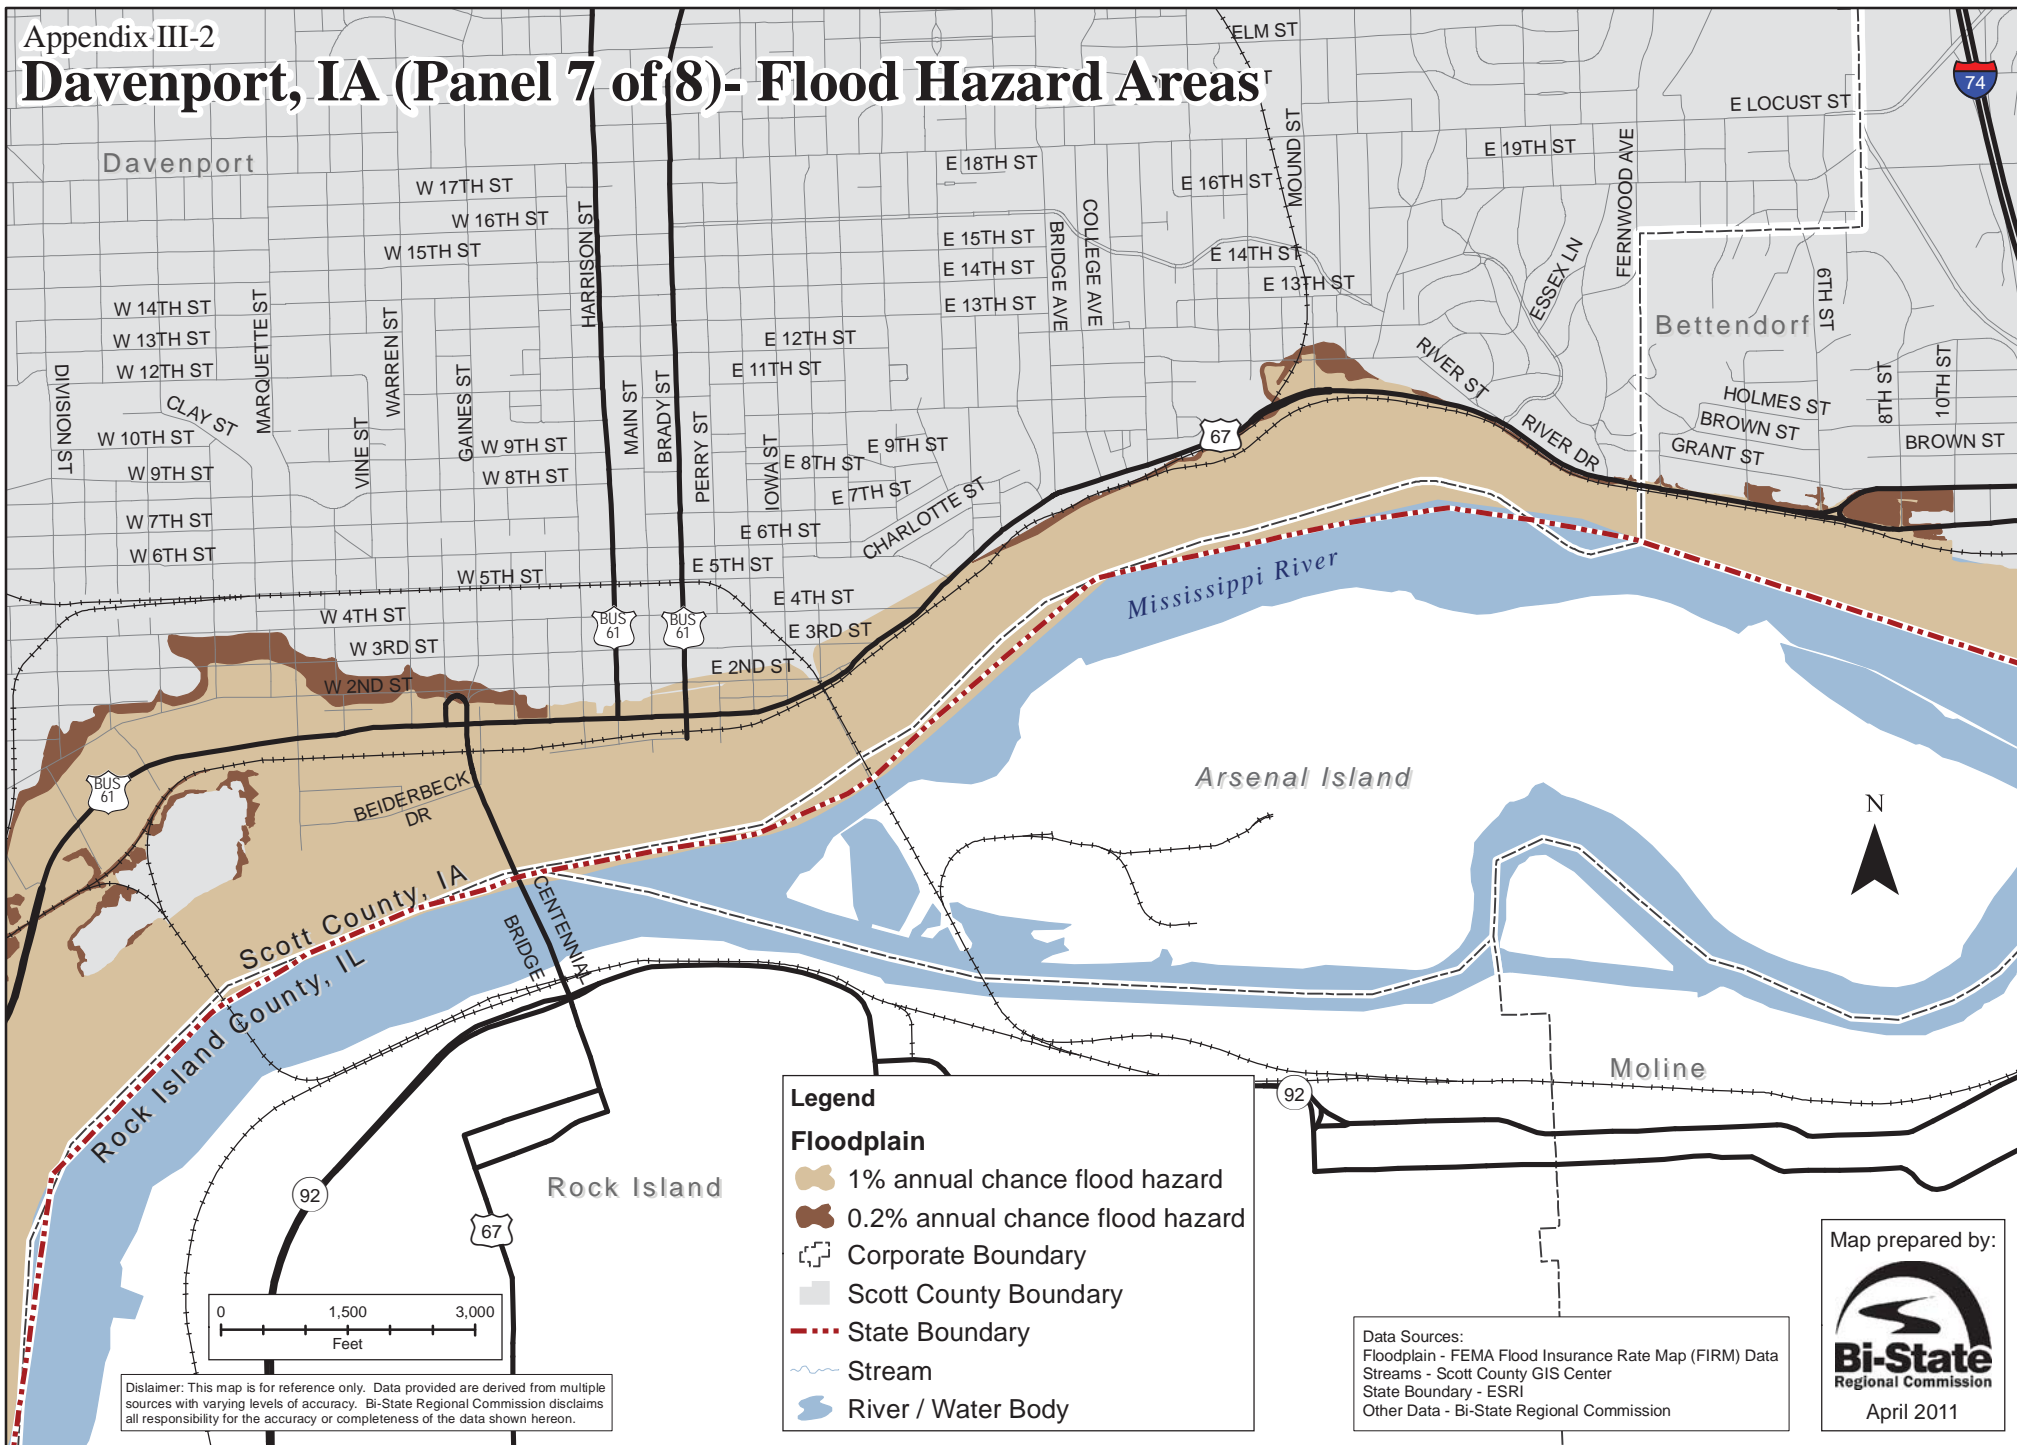 Appendix III-2
Davenport, IA (Panel 7 of 8)- Flood Hazard Areas
ELM ST
74
E LOCUST ST
Davenport
W 17TH ST
W 16TH ST
W 15TH ST
E 18TH ST
E 19TH ST
E 16TH ST
MOUND ST
FERNWOOD AVE
HARRISON ST
BRIDGE AVE
COLLEGE AVE
E 15TH ST
E 14TH ST
E 14TH ST
E 13TH ST
E 13TH ST
ESSEX LN
6TH ST
Bettendorf
W 14TH ST
W 13TH ST
W 12TH ST
MARQUETTE ST
WARREN ST
E 12TH ST
E 11TH ST
DIVISION ST
CLAY ST
GAINES ST
MAIN ST
BRADY ST
PERRY ST
RIVER ST
8TH ST
10TH ST
HOLMES ST
BROWN ST
BROWN ST
GRANT ST
W 10TH ST
W 9TH ST
VINE ST
W 9TH ST
W 8TH ST
IOWA ST
E 9TH ST
E 8TH ST
E 7TH ST
67
RIVER DR
CHARLOTTE ST
W 7TH ST
W 6TH ST
E 6TH ST
E 5TH ST
W 5TH ST
E 4TH ST
W 4TH ST
BUS
61
BUS
61
E 3RD ST
W 3RD ST
E 2ND ST
W 2ND ST
Mississippi River
Arsenal Island
BUS
61
BEIDERBECK
DR
N
Scott County, IA
Rock Island County, IL
CENTENNIAL
BRIDGE
Moline
92
92
67
Rock Island
Legend
Floodplain
1% annual chance flood hazard
0.2% annual chance flood hazard
Corporate Boundary
Scott County Boundary
State Boundary
Stream
River / Water Body
0 1,500 3,000
Feet
Dislaimer: This map is for reference only. Data provided are derived from multiple
sources with varying levels of accuracy. Bi-State Regional Commission disclaims
all responsibility for the accuracy or completeness of the data shown hereon.
Data Sources:
Floodplain - FEMA Flood Insurance Rate Map (FIRM) Data
Streams - Scott County GIS Center
State Boundary - ESRI
Other Data - Bi-State Regional Commission
Map prepared by:
Bi-State
Regional Commission
April 2011